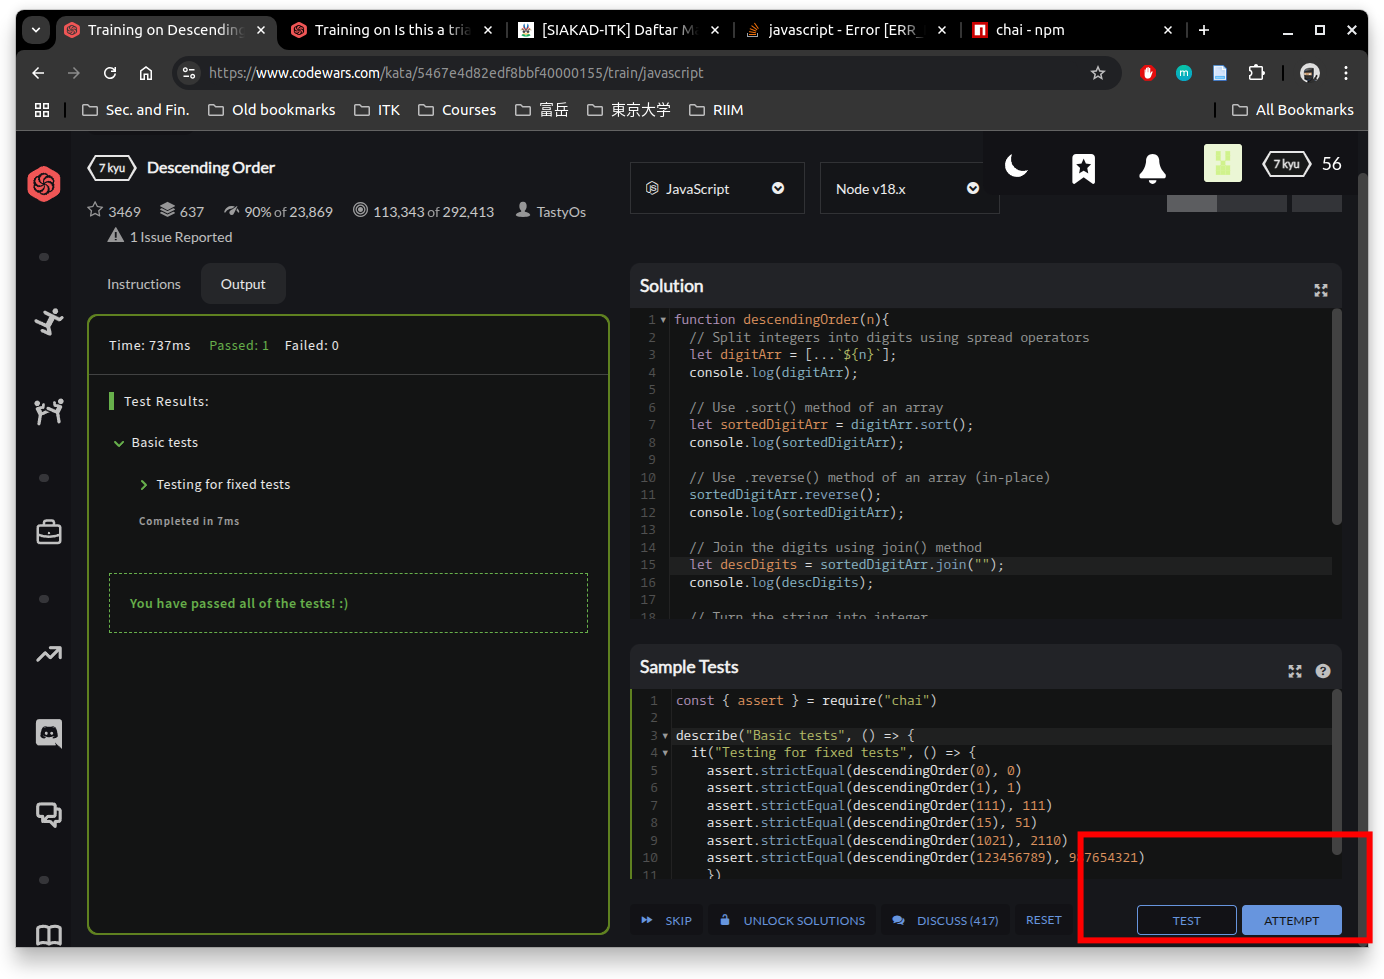 Training on Descending
Training on Is this a tria
[SIAKAD-ITK] Daftar Ma
javascript - Error [ERR_
chai - npm
https://www.codewars.com/kata/5467e4d82edf8bbf40000155/train/javascript
m
Sec. and Fin.
Old bookmarks
ITK
Courses
富岳
東京大学
RIIM
All Bookmarks
7 kyu
Descending Order
JavaScript
Node v18.x
7 kyu
56
3469
637
90% of 23,869
113,343 of 292,413
TastyOs
1 Issue Reported
Instructions
Output
Time: 737ms Passed: 1 Failed: 0
Test Results:
Basic tests
Testing for fixed tests
Completed in 7ms
You have passed all of the tests! :)
Solution
1 function descendingOrder(n){
2 // Split integers into digits using spread operators
3 let digitArr = [...`${n}`];
4 console.log(digitArr);
5
6 // Use .sort() method of an array
7 let sortedDigitArr = digitArr.sort();
8 console.log(sortedDigitArr);
9
10 // Use .reverse() method of an array (in-place)
11 sortedDigitArr.reverse();
12 console.log(sortedDigitArr);
13
14 // Join the digits using join() method
15 let descDigits = sortedDigitArr.join("");
16 console.log(descDigits);
17
18 // Turn the string into integer
Sample Tests
1 const { assert } = require("chai")
2
3 describe("Basic tests", () => {
4 it("Testing for fixed tests", () => {
5 assert.strictEqual(descendingOrder(0), 0)
6 assert.strictEqual(descendingOrder(1), 1)
7 assert.strictEqual(descendingOrder(111), 111)
8 assert.strictEqual(descendingOrder(15), 51)
9 assert.strictEqual(descendingOrder(1021), 2110)
10 assert.strictEqual(descendingOrder(123456789), 987654321)
11 })
SKIP
UNLOCK SOLUTIONS
DISCUSS (417)
RESET
TEST
ATTEMPT